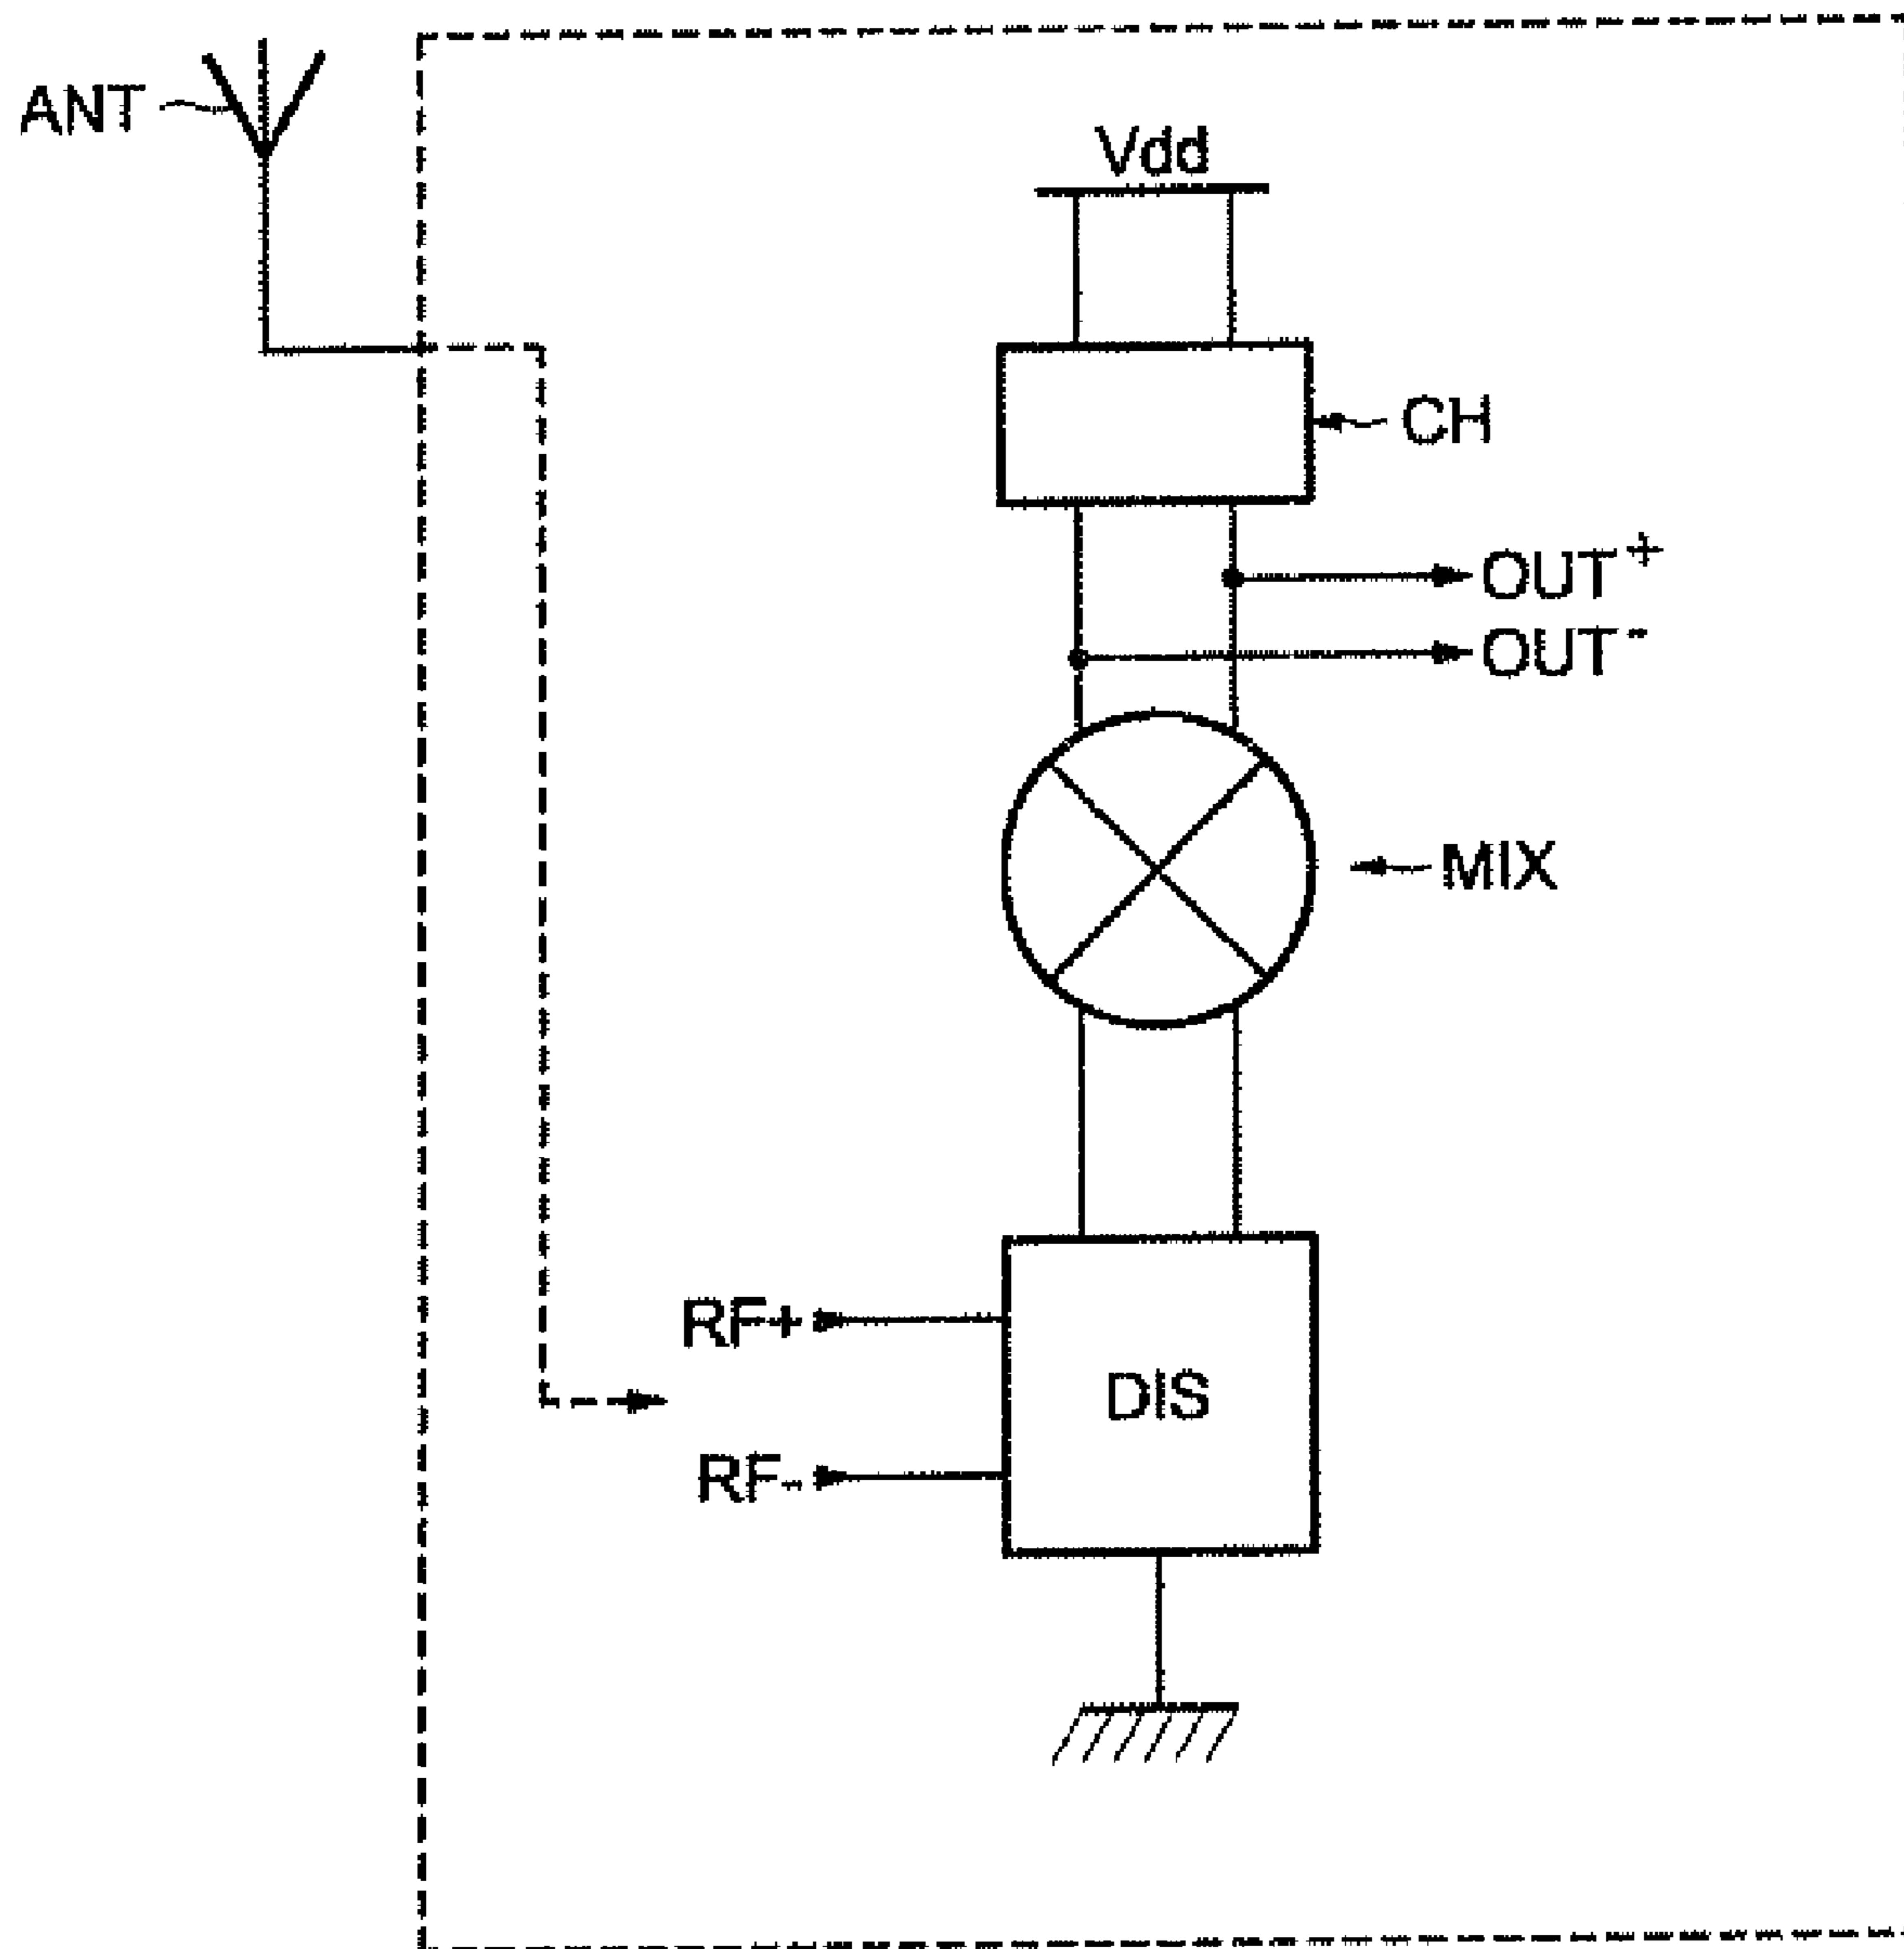 ANT
Vdd
CH
OUT+
OUT-
MIX
RF+
DIS
RF-